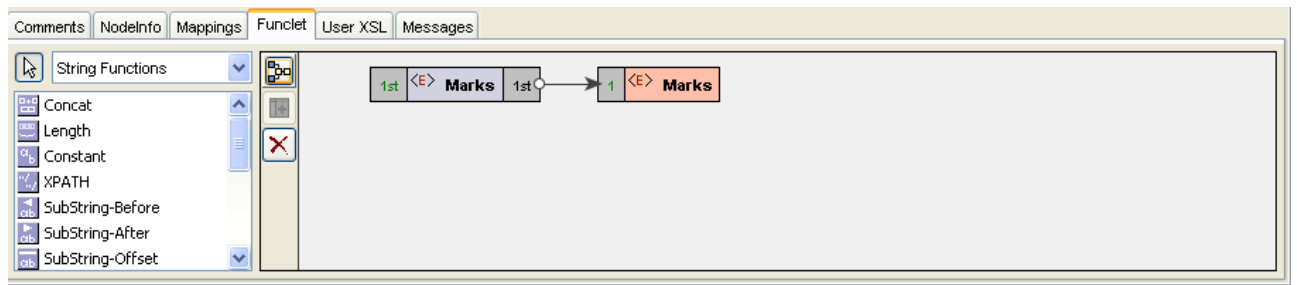 Comments NodeInfo Mappings Funclet User XSL Messages
String Functions
1st <E> Marks 1st 1 <E> Marks
Concat
Length
Constant
XPATH
SubString-Before
SubString-After
SubString-Offset